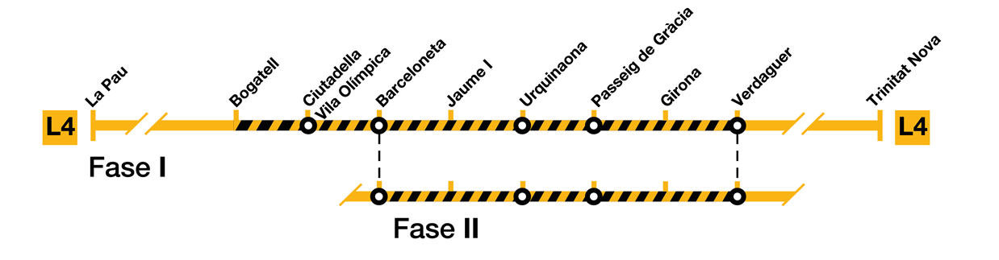 La Pau
Bogatell
Ciutadella
Vila Olímpica
Barceloneta
Jaume I
Urquinaona
Passeig de Gràcia
Girona
Verdaguer
Trinitat Nova
L4
L4
Fase I
Fase II